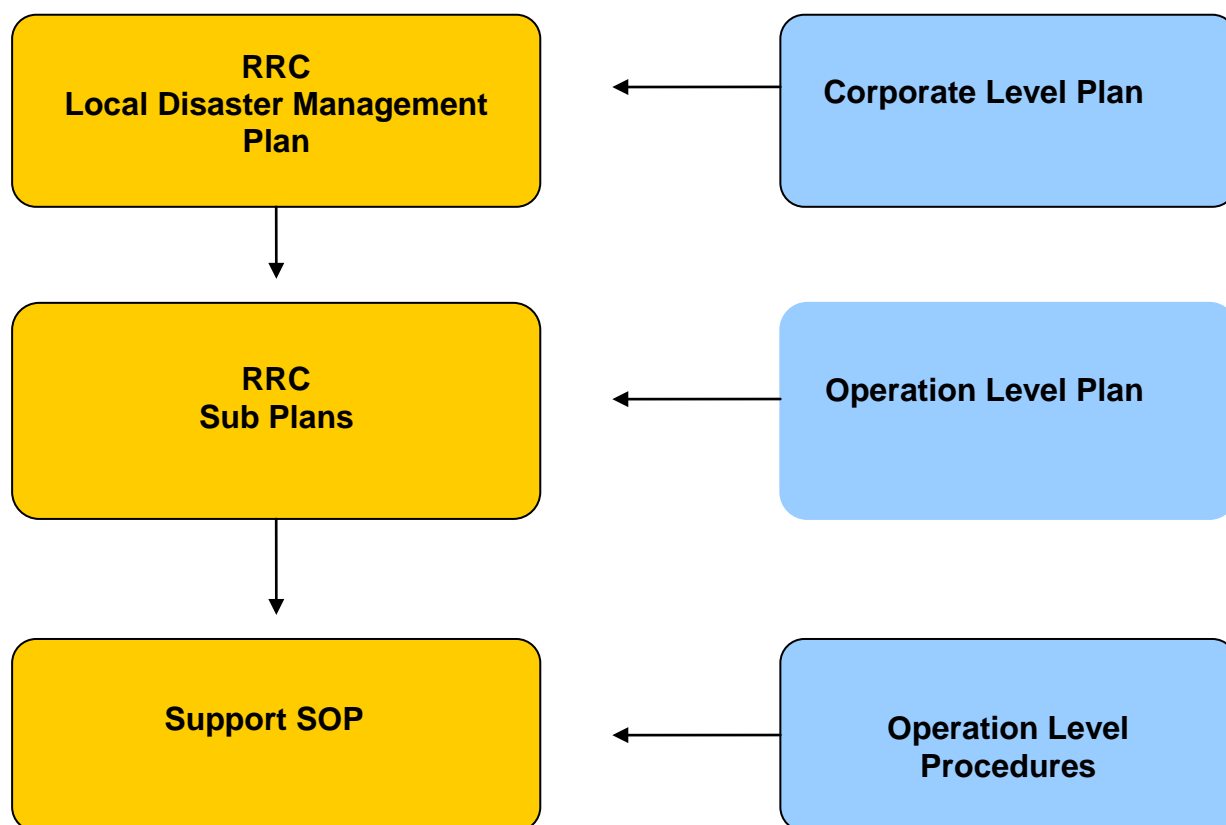 RRC
Local Disaster Management
Plan
Corporate Level Plan
RRC
Sub Plans
Operation Level Plan
Support SOP
Operation Level
Procedures